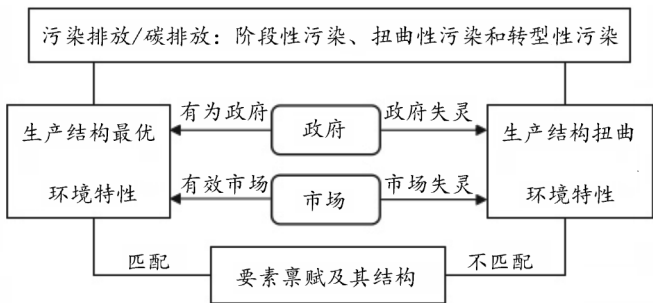 污染排放/碳排放：阶段性污染、扭曲性污染和转型性污染
生产结构最优
环境特性
有为政府
政府
政府失灵
有效市场
市场
市场失灵
生产结构扭曲
环境特性
匹配
要素禀赋及其结构
不匹配